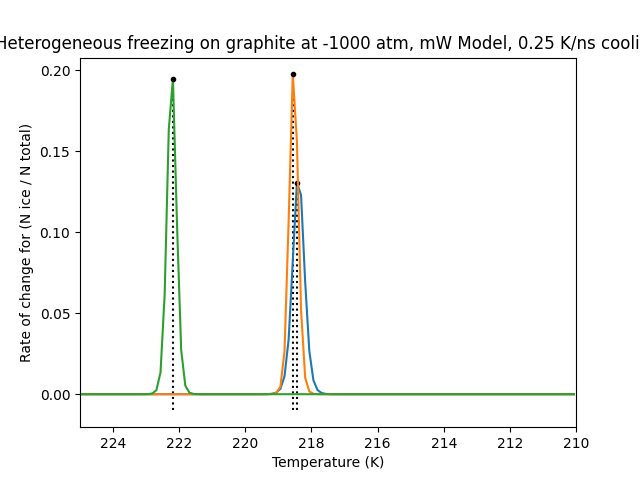 Heterogeneous freezing on graphite at -1000 atm, mW Model, 0.25 K/ns cooli
0.20
0.15
0.10
0.05
0.00
Rate of change for (N ice / N total)
224 222 220 218 216 214 212 210
Temperature (K)